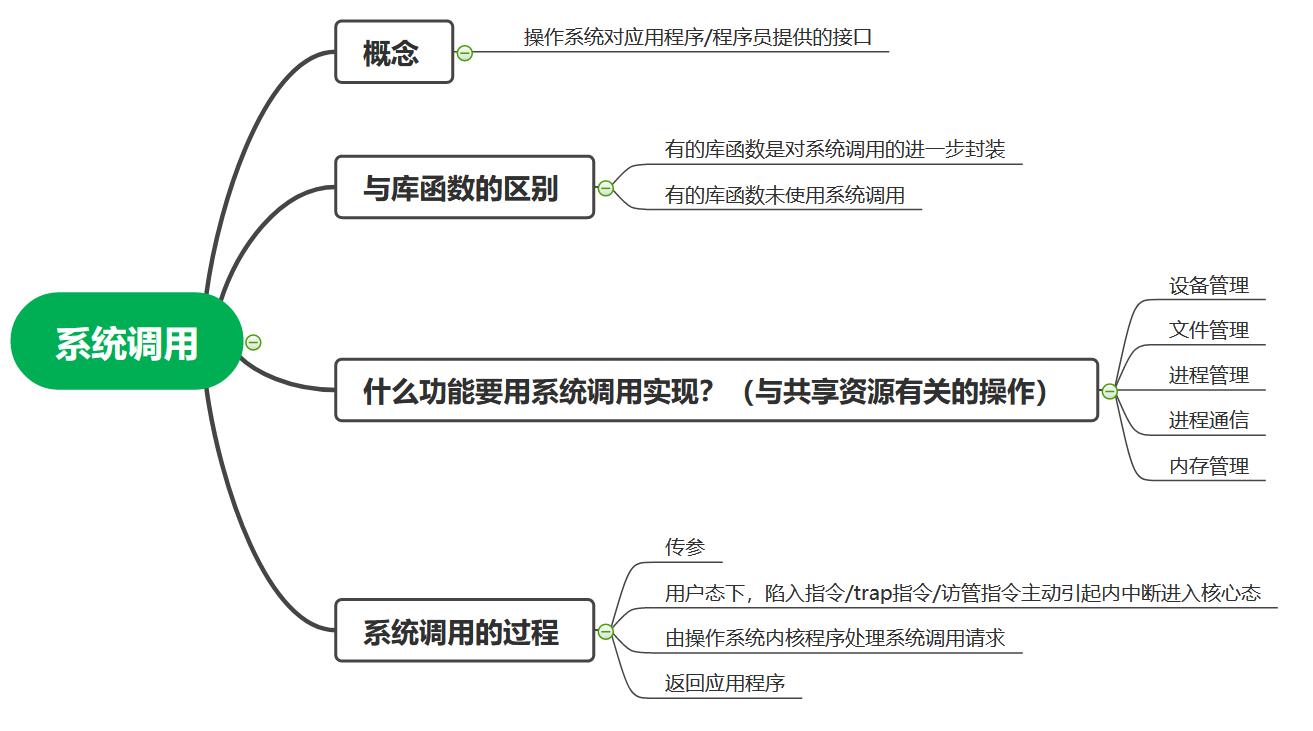 系统调用
概念
操作系统对应用程序/程序员提供的接口
与库函数的区别
有的库函数是对系统调用的进一步封装
有的库函数未使用系统调用
什么功能要用系统调用实现？（与共享资源有关的操作）
设备管理
文件管理
进程管理
进程通信
内存管理
系统调用的过程
传参
用户态下，陷入指令/trap指令/访管指令主动引起内中断进入核心态
由操作系统内核程序处理系统调用请求
返回应用程序